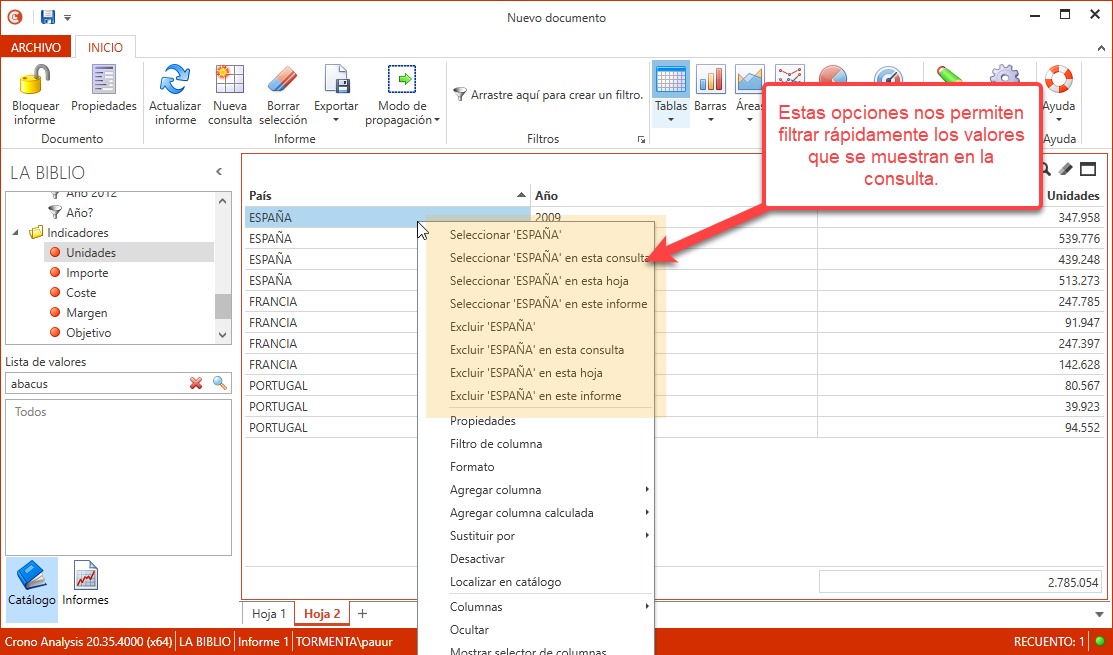 Nuevo documento
ARCHIVO
INICIO
Bloquear
informe
Propiedades
Documento
Actualizar
informe
Nueva
consulta
Borrar
selección
Exportar
Modo de
propagación
Informe
Arrastre aquí para crear un filtro.
Filtros
Tablas
Barras
Áreas
Ayuda
Ayuda
Estas opciones nos permiten
filtrar rápidamente los valores
que se muestran en la
consulta.
LA BIBLIO
Año 2012
Año?
Indicadores
Unidades
Importe
Coste
Margen
Objetivo
Lista de valores
abacus
Todos
Catálogo
Informes
País Año Unidades
ESPAÑA 2009 347.958
ESPAÑA 539.776
ESPAÑA 439.248
ESPAÑA 513.273
FRANCIA 247.785
FRANCIA 91.947
FRANCIA 247.397
FRANCIA 142.628
PORTUGAL 80.567
PORTUGAL 39.923
PORTUGAL 94.552
2.785.054
Seleccionar 'ESPAÑA'
Seleccionar 'ESPAÑA' en esta consulta
Seleccionar 'ESPAÑA' en esta hoja
Seleccionar 'ESPAÑA' en este informe
Excluir 'ESPAÑA'
Excluir 'ESPAÑA' en esta consulta
Excluir 'ESPAÑA' en esta hoja
Excluir 'ESPAÑA' en este informe
Propiedades
Filtro de columna
Formato
Agregar columna
Agregar columna calculada
Sustituir por
Desactivar
Localizar en catálogo
Columnas
Ocultar
Mostrar selector de columnas
Hoja 1 Hoja 2 +
Crono Analysis 20.35.4000 (x64) LA BIBLIO Informe 1 TORMENTA\pauur RECUENTO: 1